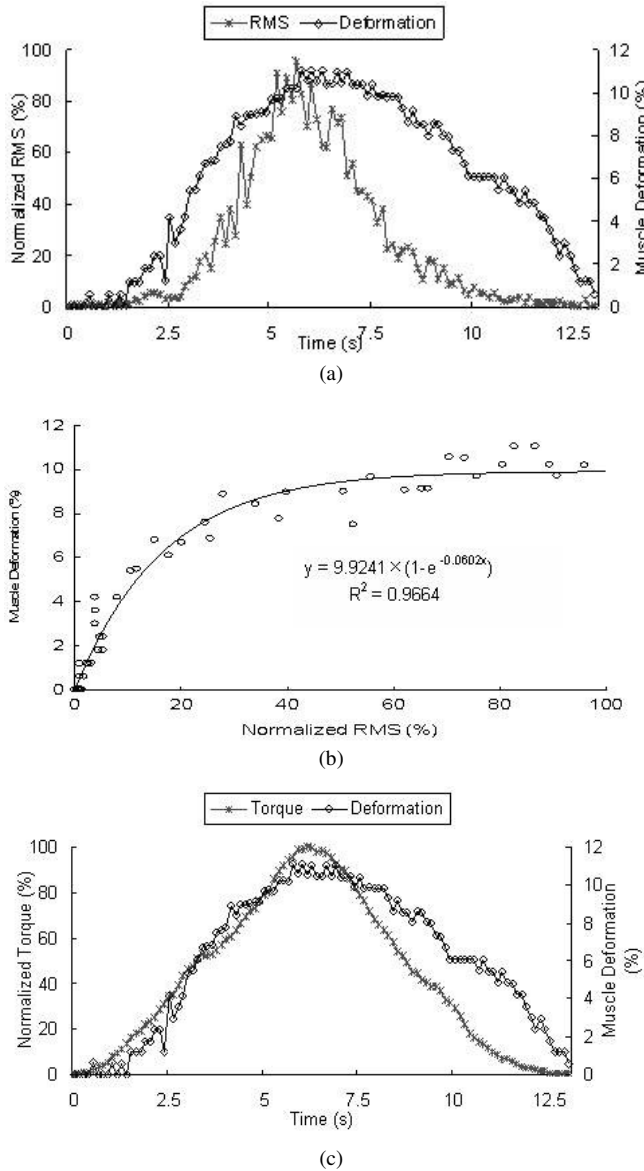 RMS Deformation
Normalized RMS (%)
100
80
60
40
20
0
12
10
8
6
4
2
0
Muscle Deformation (%)
0 2.5 5 7.5 10 12.5
Time (s)
(a)
Muscle Deformation (%)
12
10
8
6
4
2
0
y = 9.9241 × (1- e -0.0602x)
R2 = 0.9664
0 20 40 60 80 100
Normalized RMS (%)
(b)
Torque Deformation
Normalized Torque (%)
100
80
60
40
20
0
12
10
8
6
4
2
0
Muscle Deformation
(%)
0 2.5 5 7.5 10 12.5
Time (s)
(c)